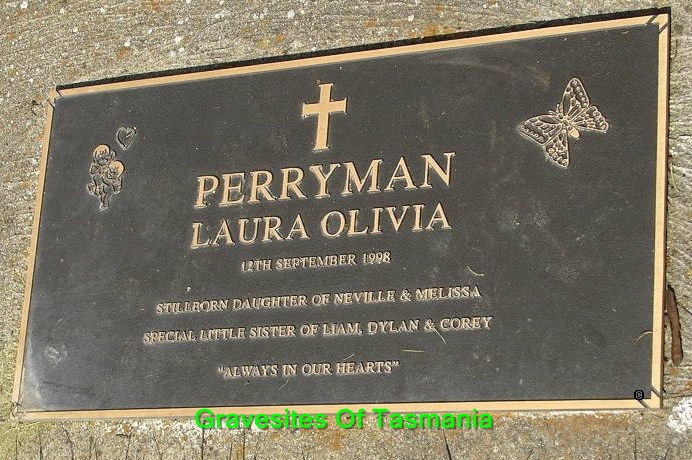 PERRYMAN
LAURA OLIVIA
12TH SEPTEMBER 1998
STILLBORN DAUGHTER OF NEVILLE & MELISSA
SPECIAL LITTLE SISTER OF LIAM, DYLAN & COREY
"ALWAYS IN OUR HEARTS"
©
Gravesites Of Tasmania